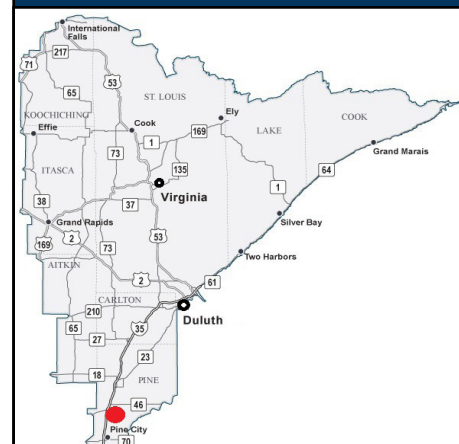 International
Falls
217
71
53
65
ST. LOUIS
Ely
KOOCHICHING
Effie
Cook
169
LAKE
COOK
1
Grand Marais
73
ITASCA
135
64
1
Virginia
38
37
Silver Bay
Grand Rapids
53
2
169
73
Two Harbors
AITKIN
2
61
CARLTON
210
Duluth
65
35
27
23
18
PINE
46
Pine City
70